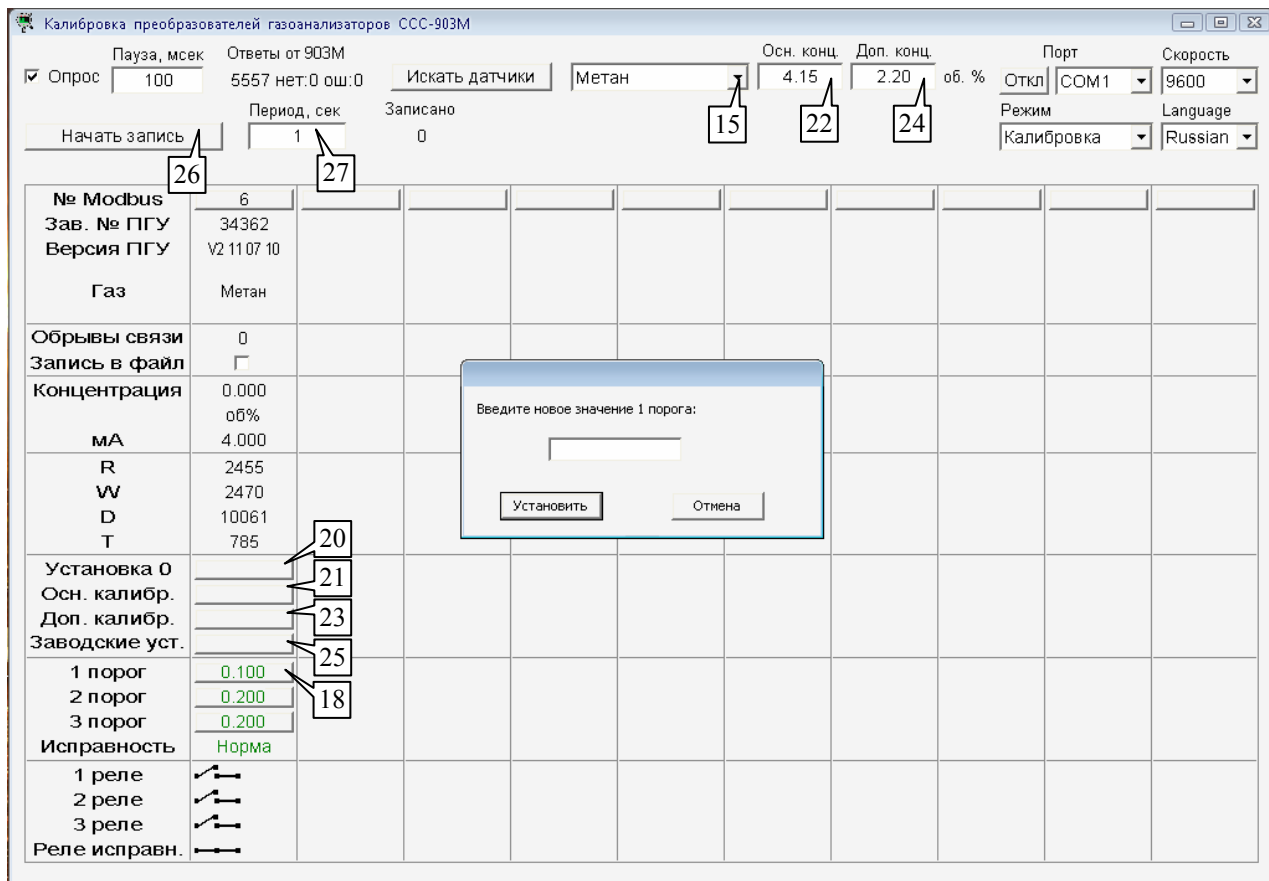 Калибровка преобразователей газоанализаторов ССС-903М
Пауза, мсек Ответы от 903М Осн. конц. Доп. конц. Порт Скорость
Опрос 100 5557 нет:0 ош:0 Искать датчики Метан 4.15 2.20 об. % Откл COM1 9600
Период, сек Записано 15 22 24 Режим Language
Начать запись 1 0 Калибровка Russian
26 27
№ Modbus 6
Зав. № ПГУ 34362
Версия ПГУ V2 11 07 10
Газ Метан
Обрывы связи 0
Запись в файл
Концентрация 0.000
об%
мА 4.000
Введите новое значение 1 порога:
Установить Отмена
R 2455
W 2470
D 10061
T 785
20
Установка 0
21
Осн. калибр.
Доп. калибр. 23
Заводские уст.
25
1 порог 0.100
2 порог 0.200 18
3 порог 0.200
Исправность Норма
1 реле
2 реле
3 реле
Реле исправн.